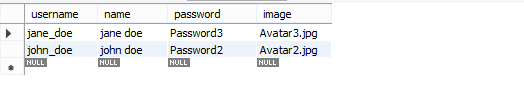 username name password image
jane_doe jane doe Password3 Avatar3.jpg
john_doe john doe Password2 Avatar2.jpg
NULL NULL NULL NULL